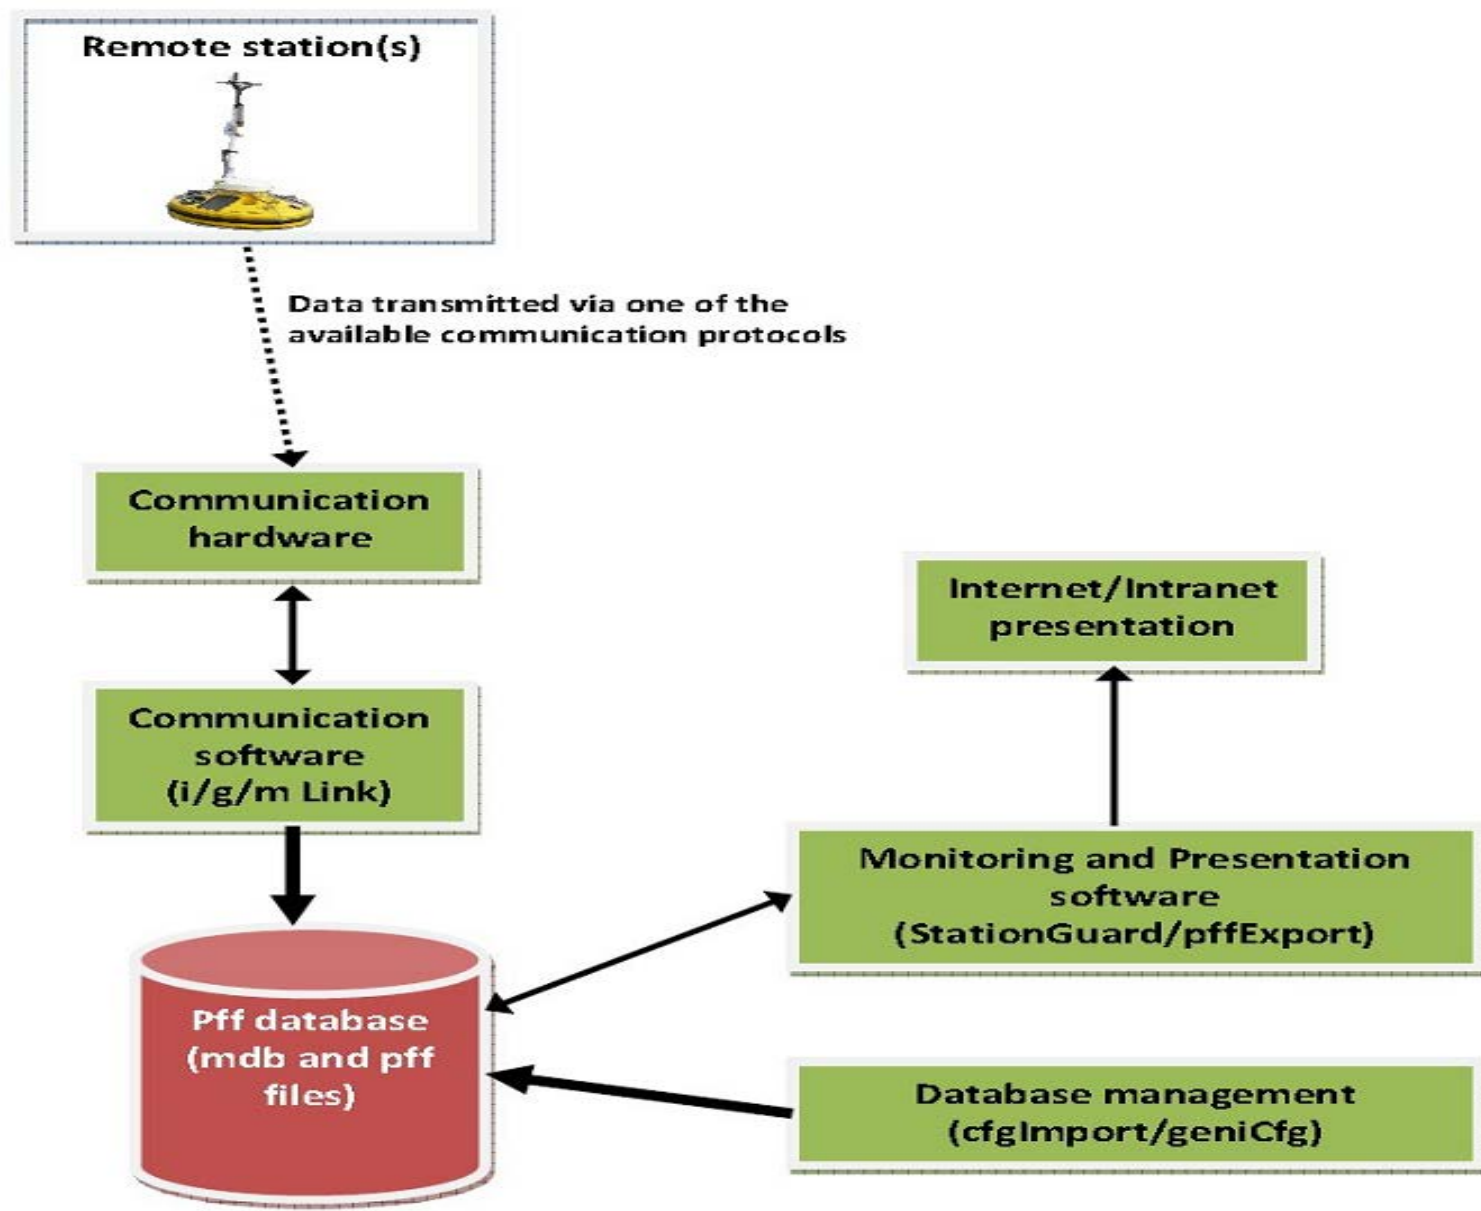 Remote station(s)
Data transmitted via one of the
available communication protocols
Communication
hardware
Internet/Intranet
presentation
Communication
software
(i/g/m Link)
Monitoring and Presentation
software
(StationGuard/pffExport)
Pff database
(mdb and pff
files)
Database management
(cfgImport/geniCfg)